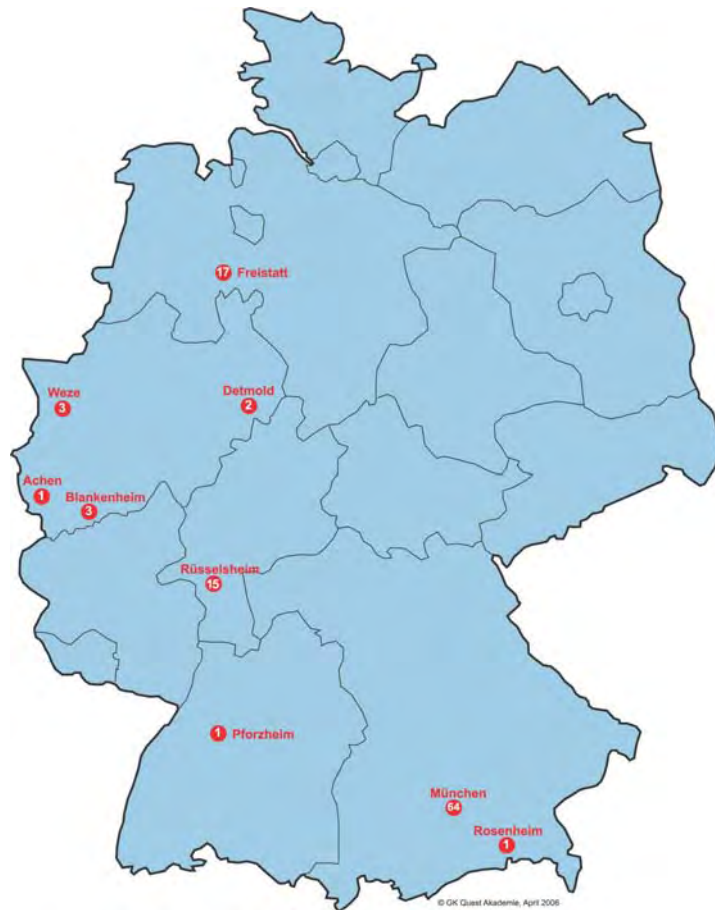 17 Freistatt
Weze
3
Detmold
2
Achen
1
Blankenheim
3
Rüsselsheim
15
1 Pforzheim
München
64
Rosenheim
1
© GK Quest Akademie, April 2006